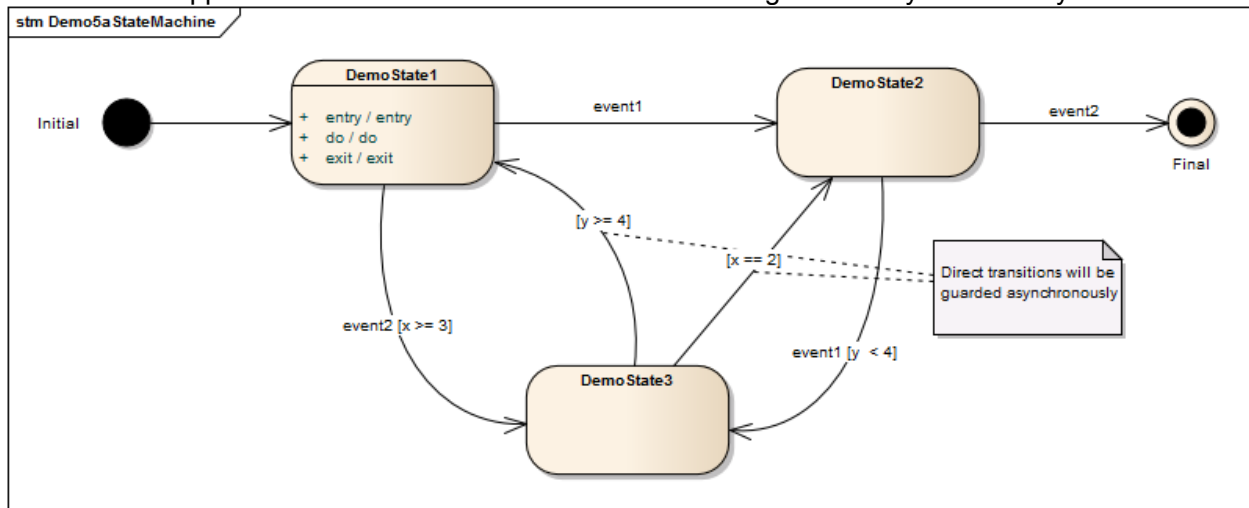 stm Demo5aStateMachine
Initial
DemoState1
+ entry / entry
+ do / do
+ exit / exit
event1
DemoState2
event2
Final
[y >= 4]
[x == 2]
Direct transitions will be
guarded asynchronously
event2 [x >= 3]
event1 [y < 4]
DemoState3